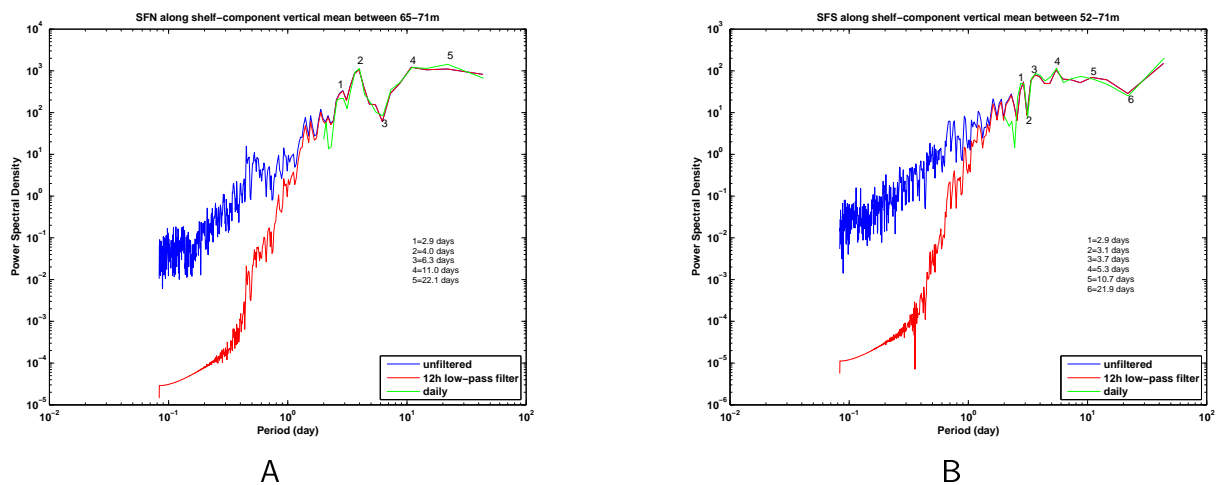 SFN along shelf-component vertical mean between 65-71m
10^4
10^3
10^2
10^1
10^0
10^-1
10^-2
10^-3
10^-4
10^-5
Power Spectral Density
1
2
3
4
5
1=2.9 days
2=4.0 days
3=6.3 days
4=11.0 days
5=22.1 days
unfiltered
12h low-pass filter
daily
10^-2
10^-1
10^0
10^1
10^2
Period (day)
A
SFS along shelf-component vertical mean between 52-71m
10^4
10^3
10^2
10^1
10^0
10^-1
10^-2
10^-3
10^-4
10^-5
10^-6
Power Spectral Density
1
2
3
4
5
6
1=2.9 days
2=3.1 days
3=3.7 days
4=5.3 days
5=10.7 days
6=21.9 days
unfiltered
12h low-pass filter
daily
10^-2
10^-1
10^0
10^1
10^2
Period (day)
B